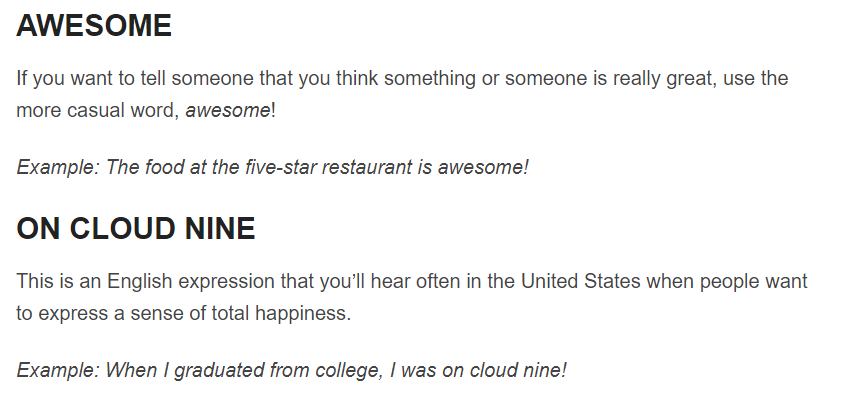 AWESOME
If you want to tell someone that you think something or someone is really great, use the
more casual word, awesome!
Example: The food at the five-star restaurant is awesome!
ON CLOUD NINE
This is an English expression that you’ll hear often in the United States when people want
to express a sense of total happiness.
Example: When I graduated from college, I was on cloud nine!